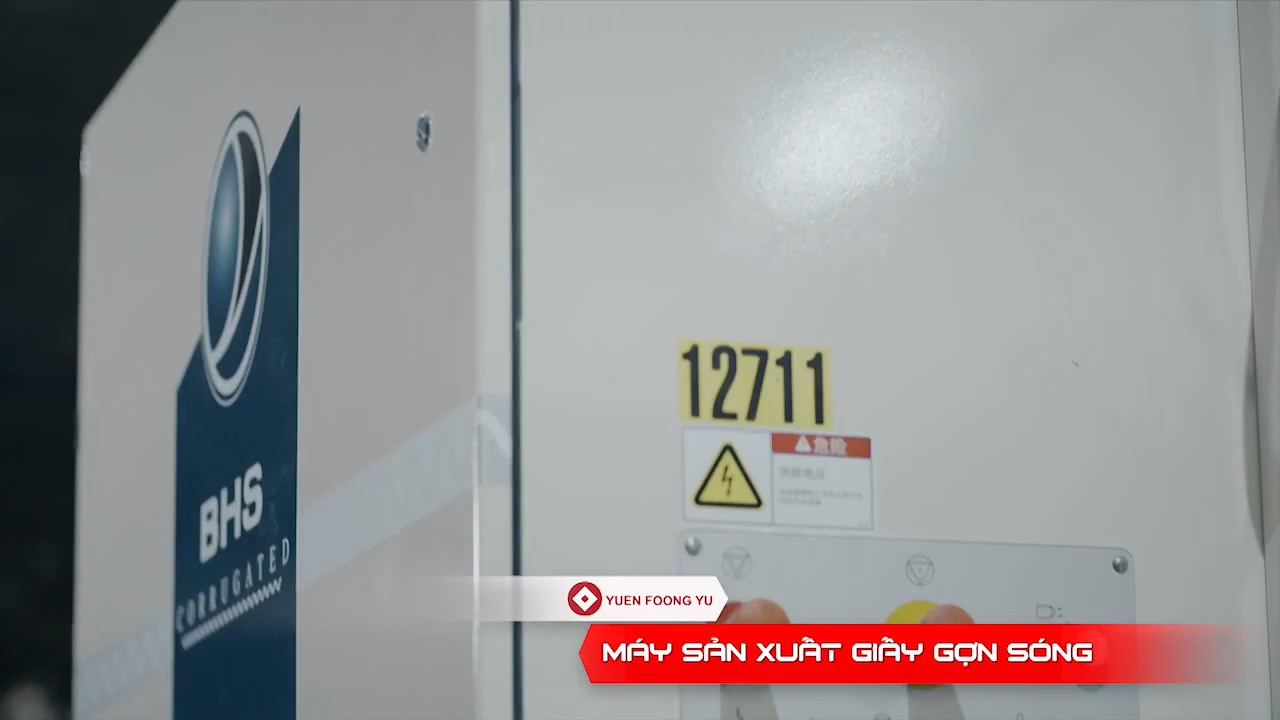 BHS
CORRUGATED
12711
危险
YUEN FOONG YU
MÁY SẢN XUẤT GIẤY GỢN SÓNG